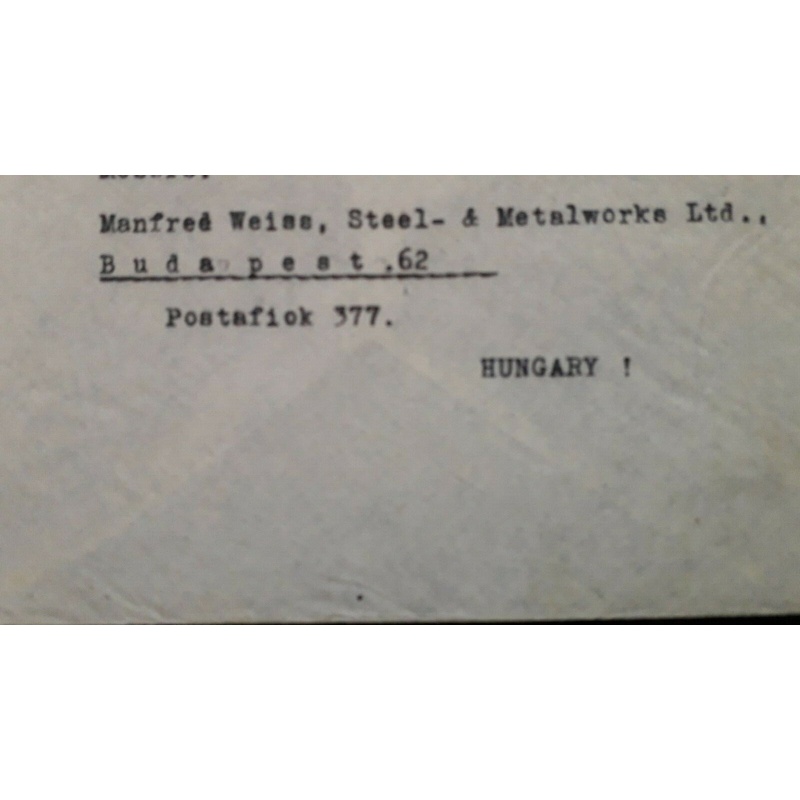 Manfred Weiss, Steel- & Metalworks Ltd.,
B u d a p e s t .62
Postafiok 377.
HUNGARY !